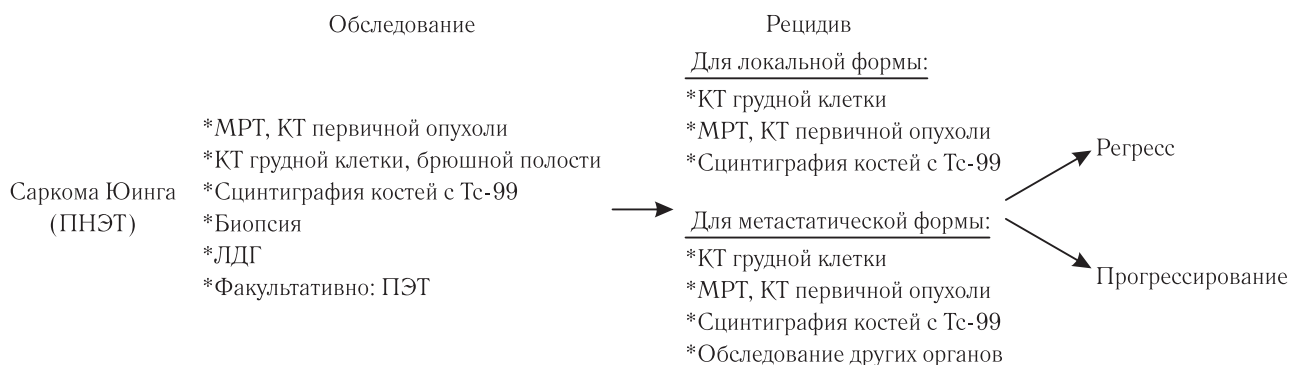 Обследование
Рецидив
Саркома Юинга
(ПНЭТ)
*МРТ, КТ первичной опухоли
*КТ грудной клетки, брюшной полости
*Сцинтиграфия костей с Тс-99
*Биопсия
*ЛДГ
*Факультативно: ПЭТ
Для локальной формы:
*КТ грудной клетки
*МРТ, КТ первичной опухоли
*Сцинтиграфия костей с Тс-99
Для метастатической формы:
*КТ грудной клетки
*МРТ, КТ первичной опухоли
*Сцинтиграфия костей с Тс-99
*Обследование других органов
Регресс
Прогрессирование